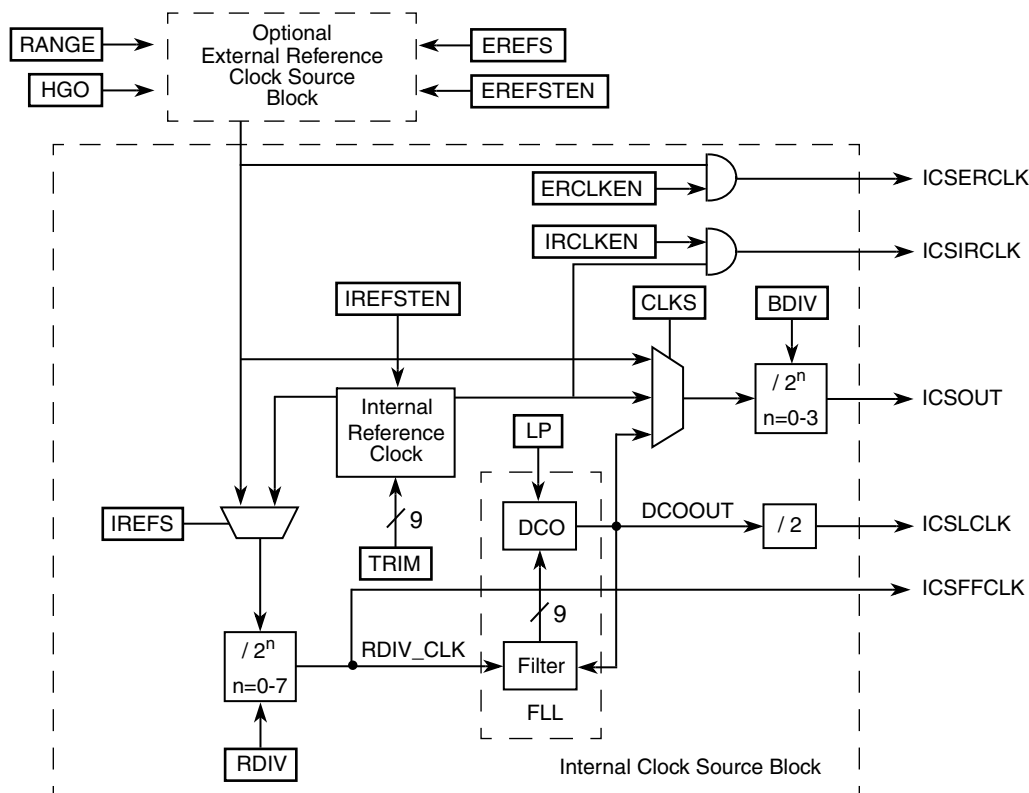 Optional
External Reference
Clock Source
Block
RANGE
HGO
EREFS
EREFSTEN
ERCLKEN
ICSERCLK
IRCLKEN
ICSIRCLK
IREFSTEN
CLKS
BDIV
/ 2^n
n=0-3
ICSOUT
Internal
Reference
Clock
LP
IREFS
9
TRIM
DCO
DCOOUT
/ 2
ICSLCLK
ICSFFCLK
9
/ 2^n
n=0-7
RDIV_CLK
Filter
FLL
RDIV
Internal Clock Source Block